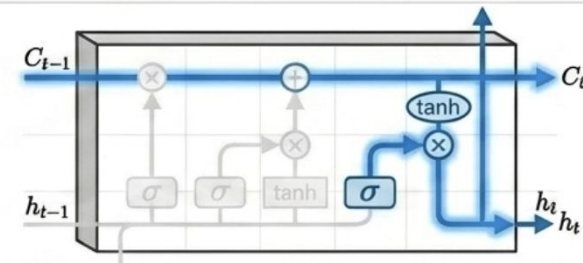 C_{t-1} × + C_t
tanh
×
×
σ σ tanh σ
h_{t-1} h_t
h_t